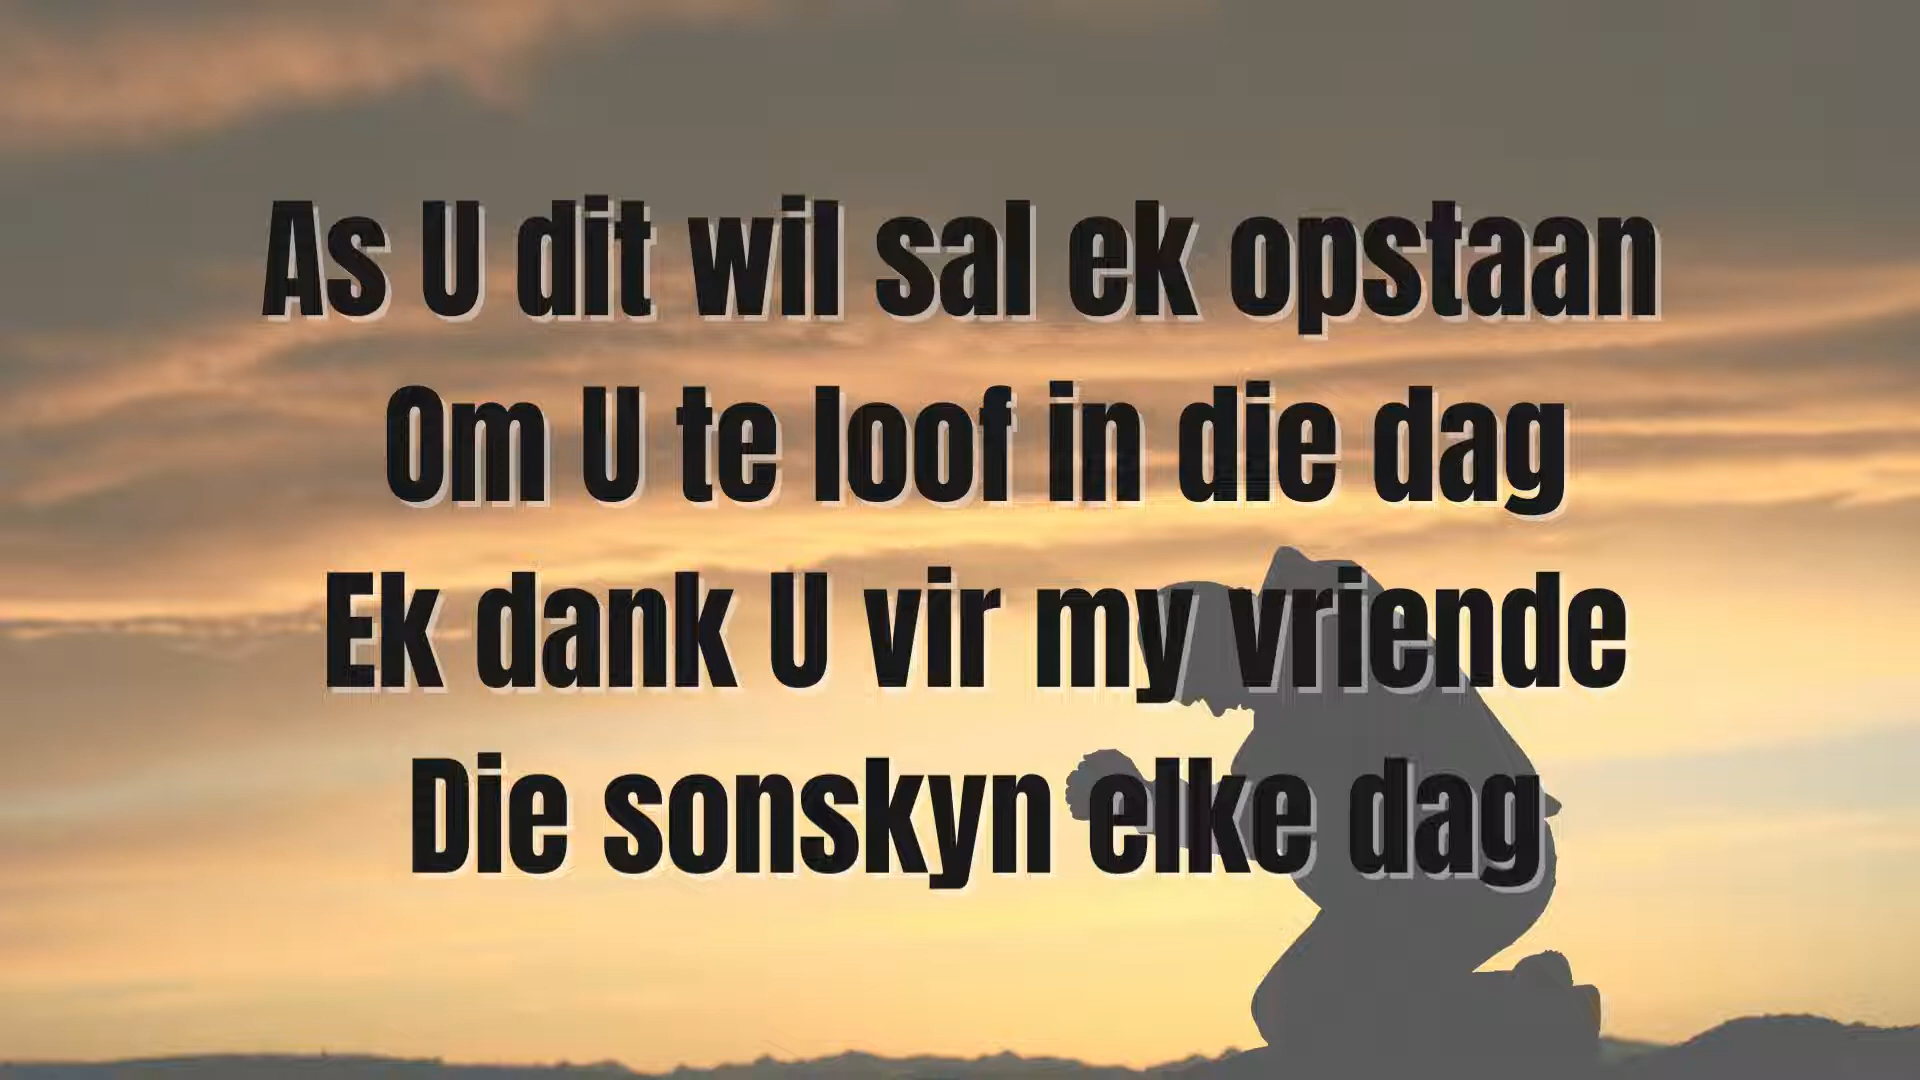 As U dit wil sal ek opstaan
Om U te loof in die dag
Ek dank U vir my vriende
Die sonskyn elke dag